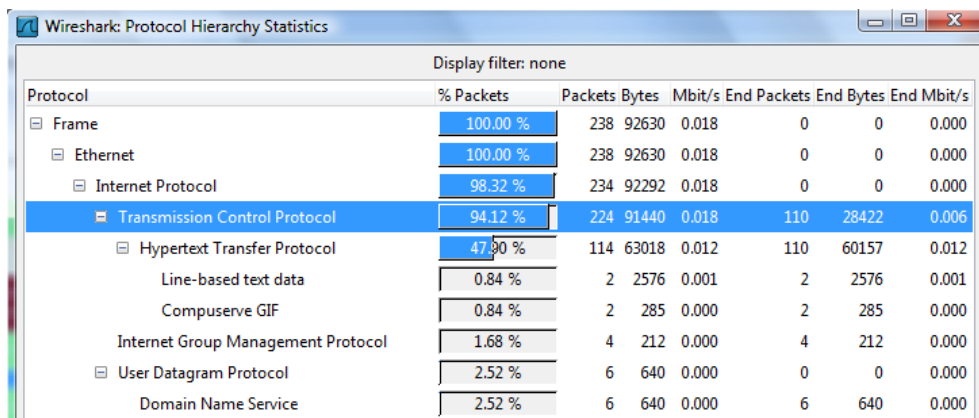 Wireshark: Protocol Hierarchy Statistics
Display filter: none
Protocol % Packets Packets Bytes Mbit/s End Packets End Bytes End Mbit/s
Frame 100.00 % 238 92630 0.018 0 0 0.000
Ethernet 100.00 % 238 92630 0.018 0 0 0.000
Internet Protocol 98.32 % 234 92292 0.018 0 0 0.000
Transmission Control Protocol 94.12 % 224 91440 0.018 110 28422 0.006
Hypertext Transfer Protocol 47.90 % 114 63018 0.012 110 60157 0.012
Line-based text data 0.84 % 2 2576 0.001 2 2576 0.001
Compuserve GIF 0.84 % 2 285 0.000 2 285 0.000
Internet Group Management Protocol 1.68 % 4 212 0.000 4 212 0.000
User Datagram Protocol 2.52 % 6 640 0.000 0 0 0.000
Domain Name Service 2.52 % 6 640 0.000 6 640 0.000